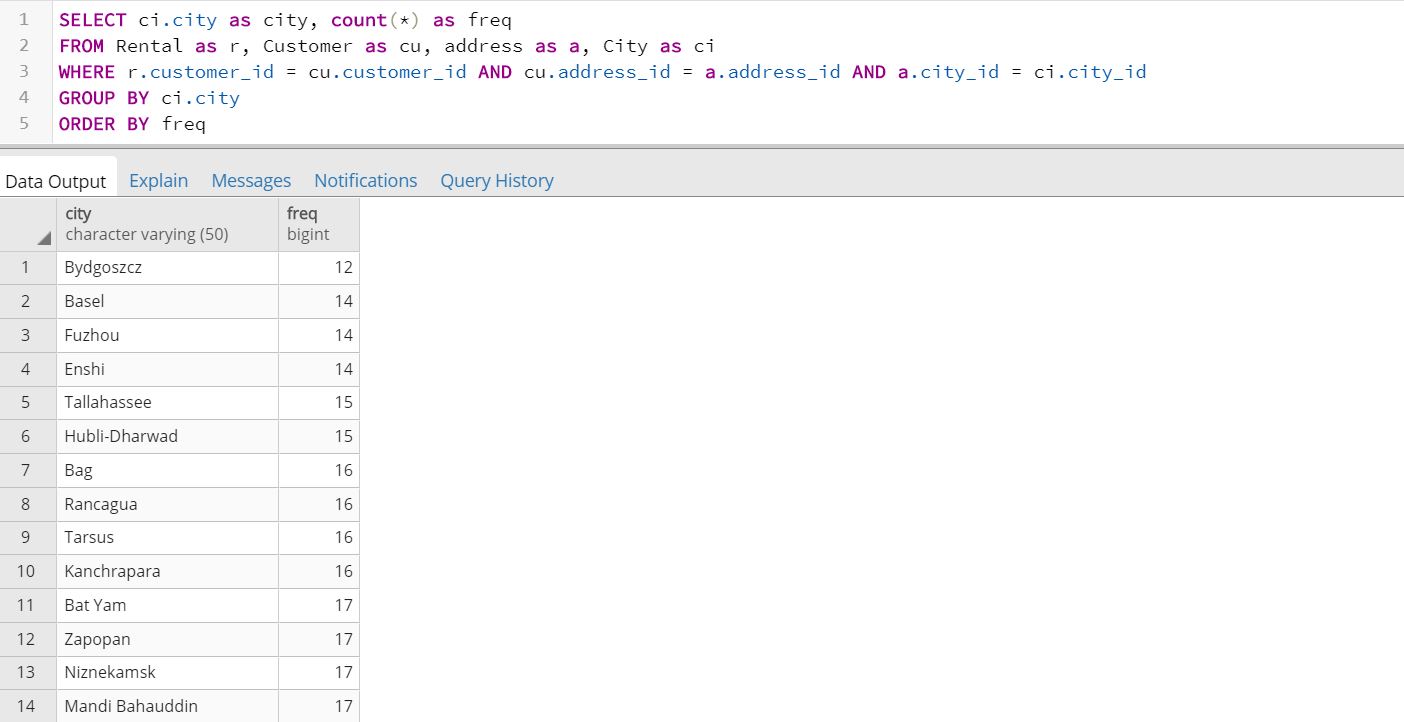 1 SELECT ci.city as city, count(*) as freq
2 FROM Rental as r, Customer as cu, address as a, City as ci
3 WHERE r.customer_id = cu.customer_id AND cu.address_id = a.address_id AND a.city_id = ci.city_id
4 GROUP BY ci.city
5 ORDER BY freq
Data Output Explain Messages Notifications Query History
city freq
character varying (50) bigint
1 Bydgoszcz 12
2 Basel 14
3 Fuzhou 14
4 Enshi 14
5 Tallahassee 15
6 Hubli-Dharwad 15
7 Bag 16
8 Rancagua 16
9 Tarsus 16
10 Kanchrapara 16
11 Bat Yam 17
12 Zapopan 17
13 Niznekamsk 17
14 Mandi Bahauddin 17